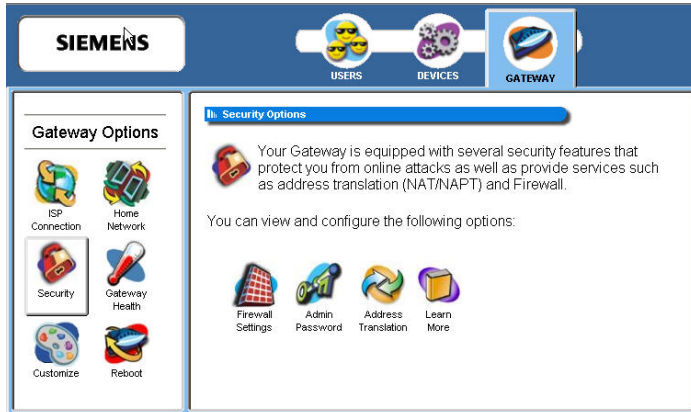 SIEMENS
USERS
DEVICES
GATEWAY
Gateway Options
ISP
Connection
Home
Network
Security
Gateway
Health
Customize
Reboot
Security Options
Your Gateway is equipped with several security features that
protect you from online attacks as well as provide services such
as address translation (NAT/NAPT) and Firewall.
You can view and configure the following options:
Firewall
Settings
Admin
Password
Address
Translation
Learn
More